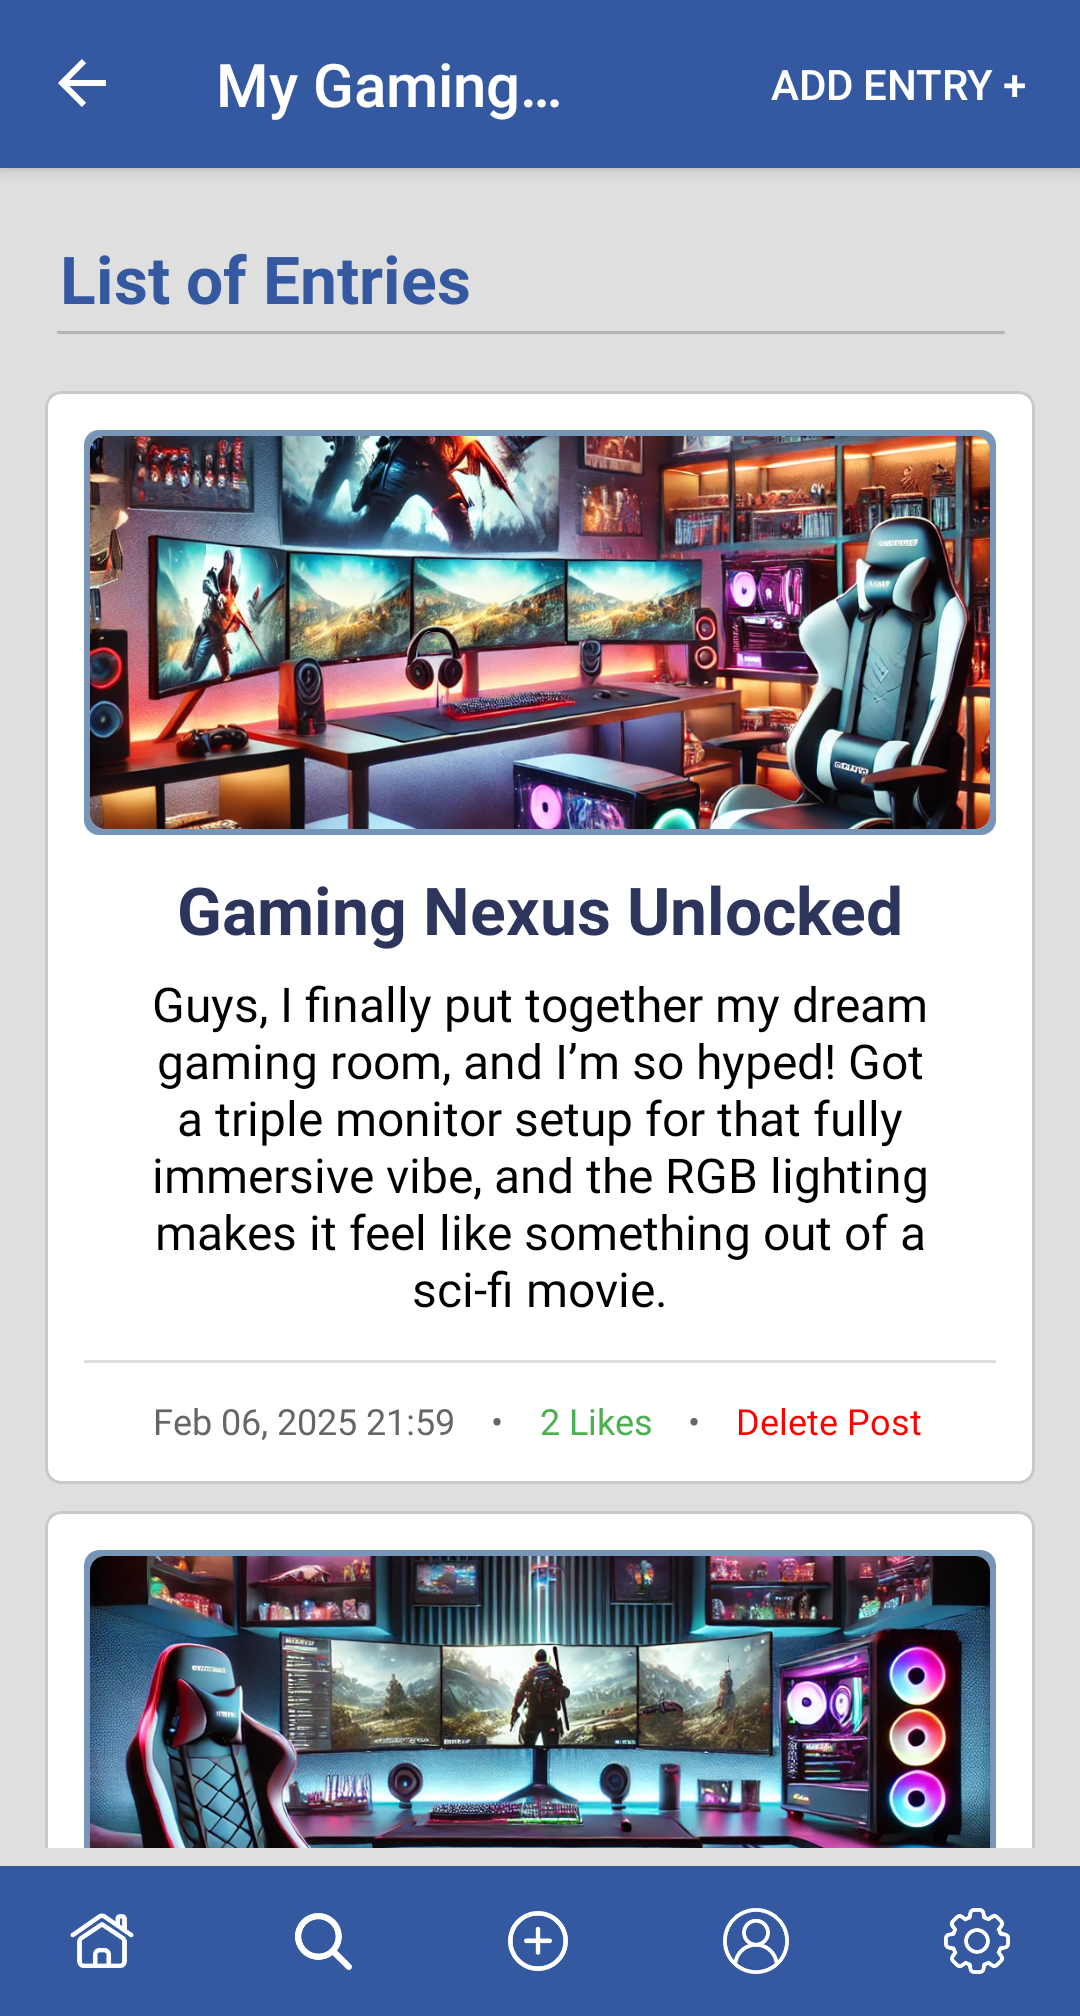 My Gaming...
ADD ENTRY +
List of Entries
Gaming Nexus Unlocked
Guys, I finally put together my dream
gaming room, and I’m so hyped! Got
a triple monitor setup for that fully
immersive vibe, and the RGB lighting
makes it feel like something out of a
sci-fi movie.
Feb 06, 2025 21:59 • 2 Likes • Delete Post